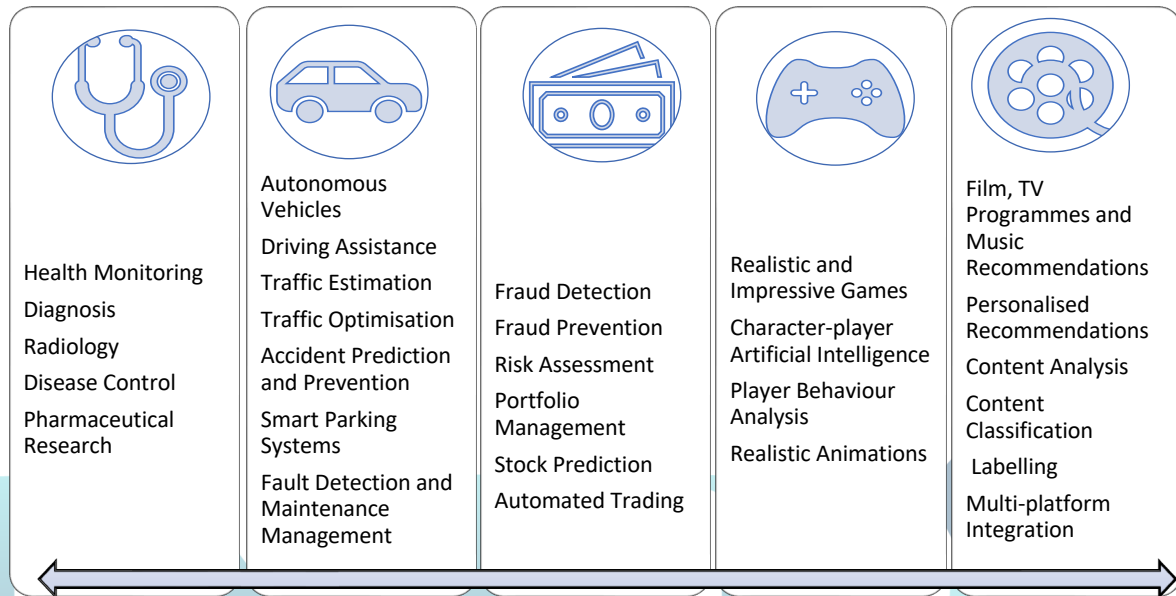 Health Monitoring
Diagnosis
Radiology
Disease Control
Pharmaceutical
Research
Autonomous
Vehicles
Driving Assistance
Traffic Estimation
Traffic Optimisation
Accident Prediction
and Prevention
Smart Parking
Systems
Fault Detection and
Maintenance
Management
Fraud Detection
Fraud Prevention
Risk Assessment
Portfolio
Management
Stock Prediction
Automated Trading
Realistic and
Impressive Games
Character-player
Artificial Intelligence
Player Behaviour
Analysis
Realistic Animations
Film, TV
Programmes and
Music
Recommendations
Personalised
Recommendations
Content Analysis
Content
Classification
Labelling
Multi-platform
Integration